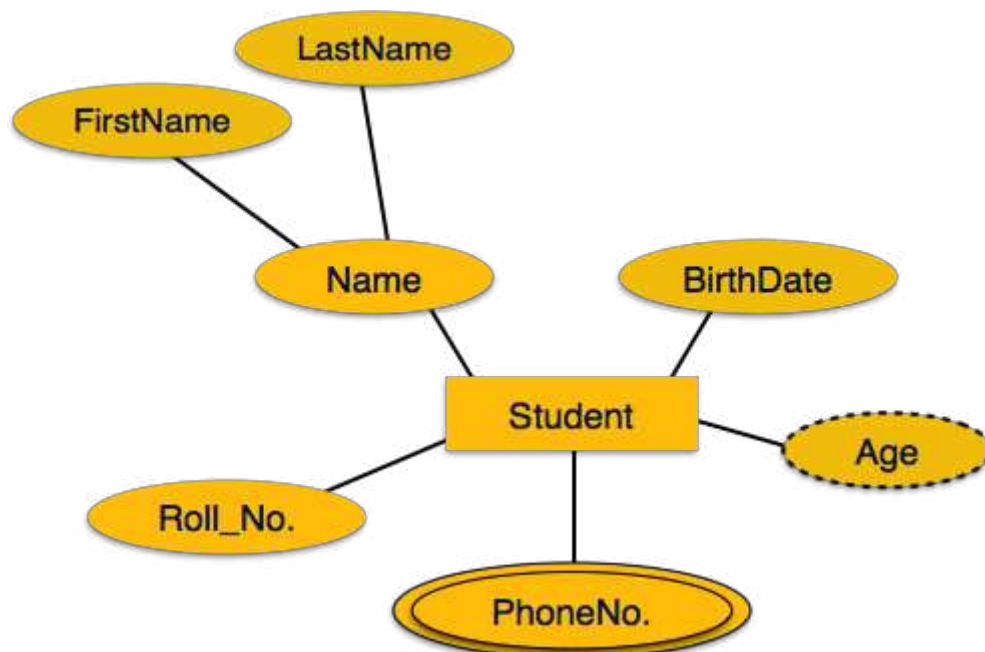 LastName
FirstName
Name
BirthDate
Student
Age
Roll_No.
PhoneNo.